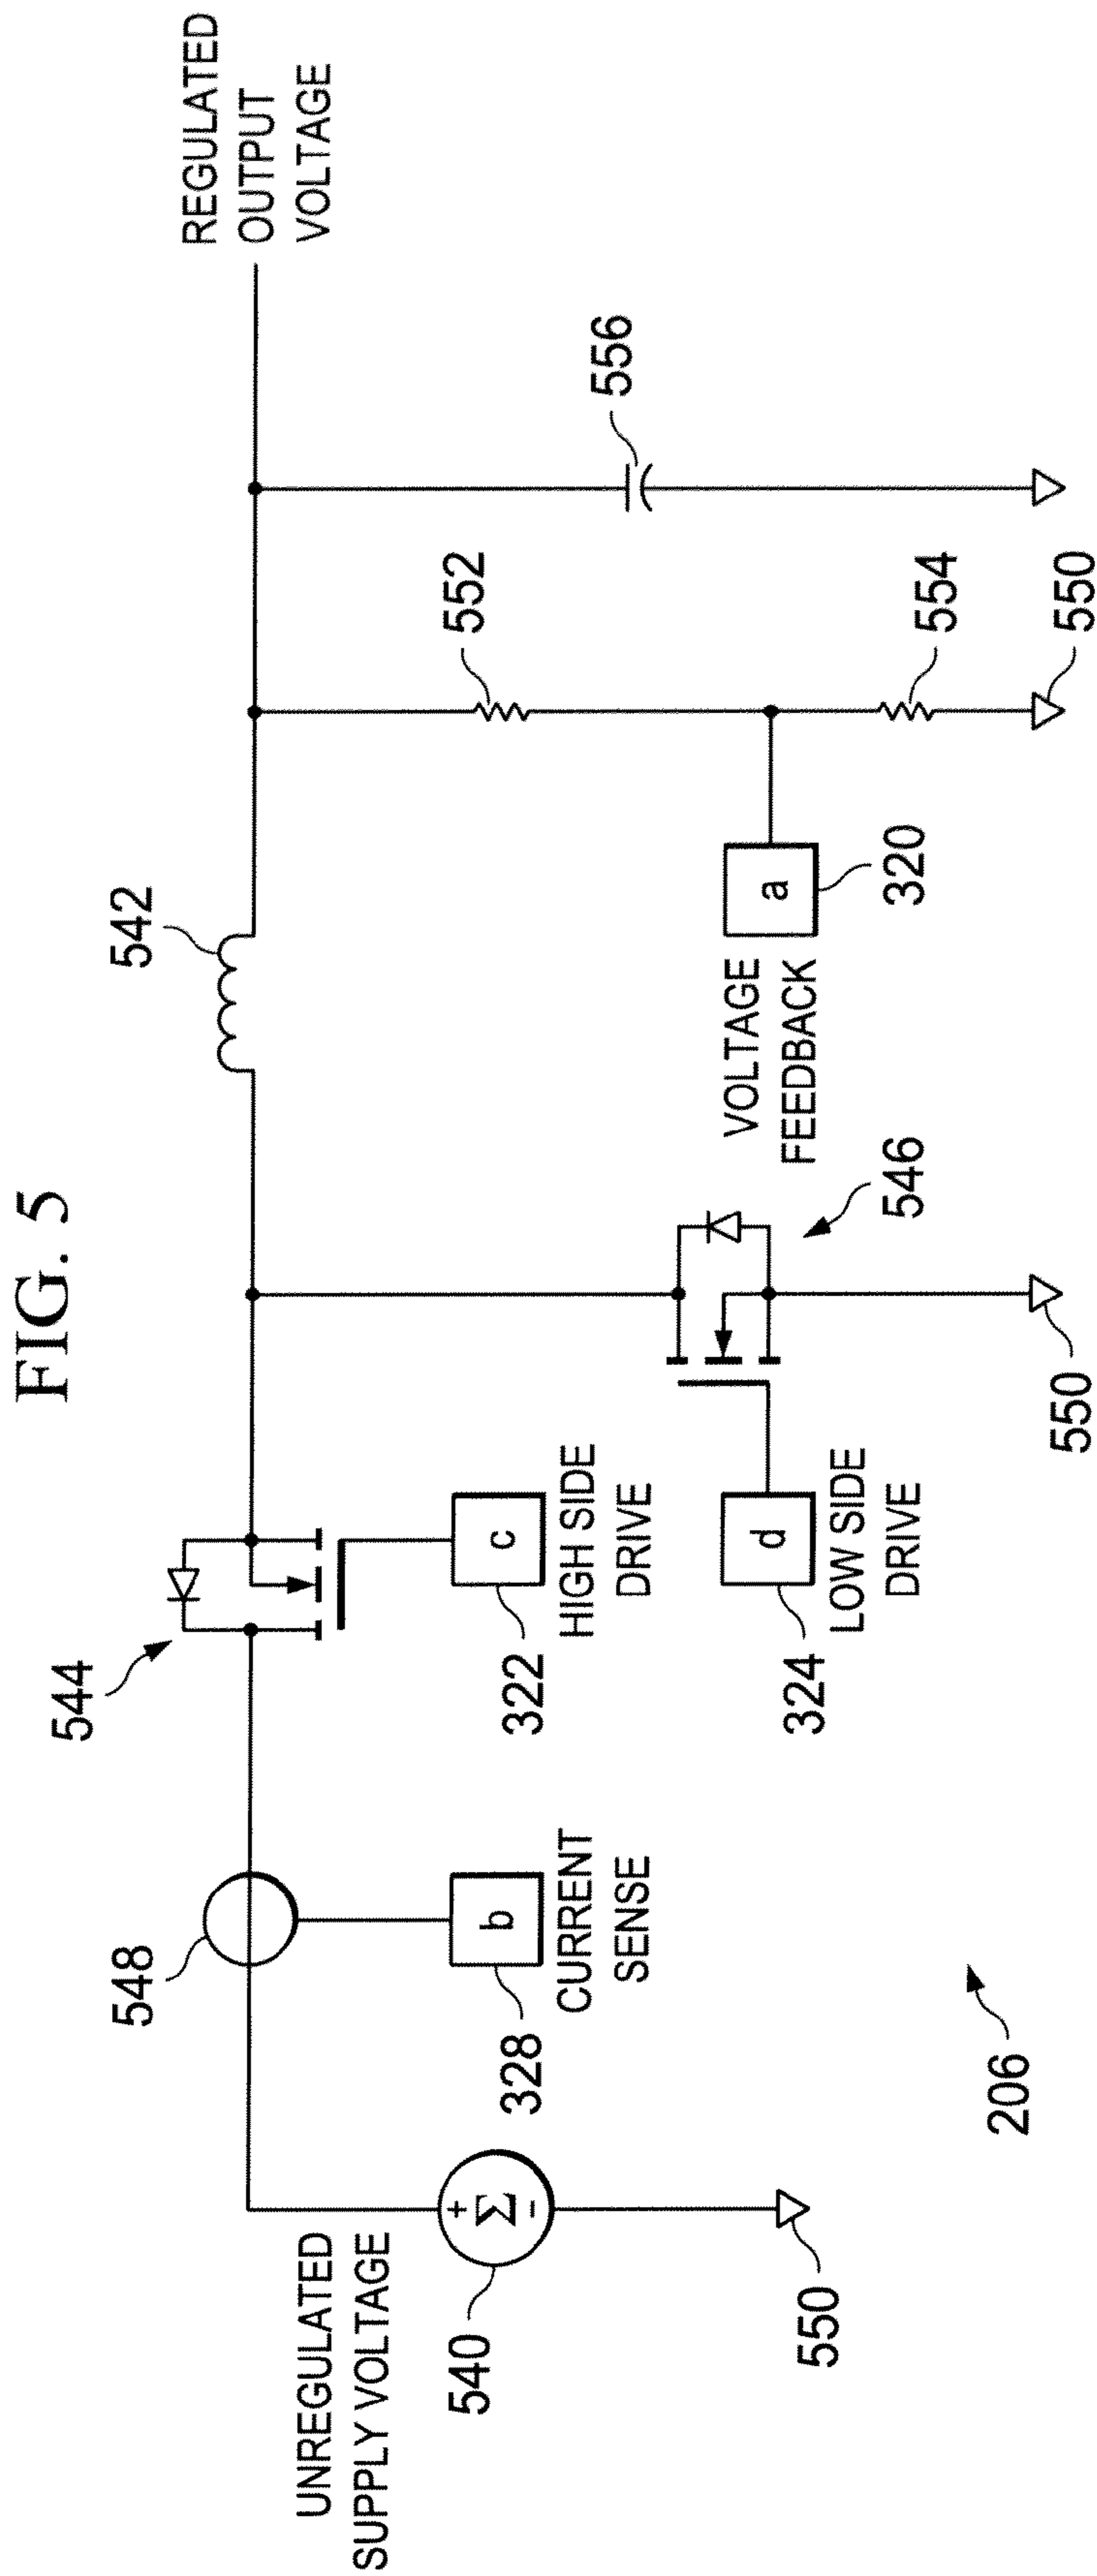 FIG. 5
UNREGULATED
SUPPLY VOLTAGE
540
+
Σ
-
550
548
b
328
CURRENT
SENSE
206
544
c
322
HIGH SIDE
DRIVE
d
324
LOW SIDE
DRIVE
546
550
542
a
320
VOLTAGE
FEEDBACK
552
554
550
556
REGULATED
OUTPUT
VOLTAGE